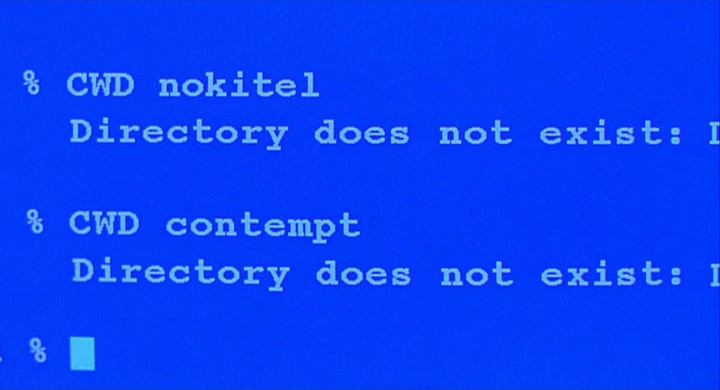 % CWD nokitel
Directory does not exist:
% CWD contempt
Directory does not exist:
%